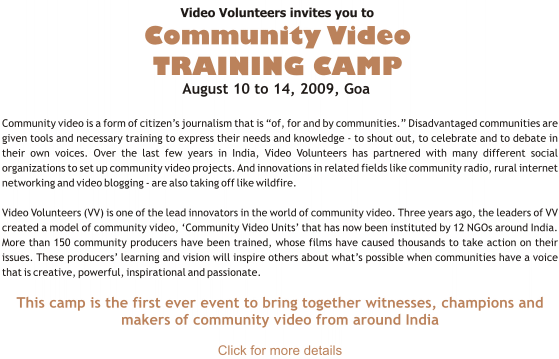 Video Volunteers invites you to
Community Video
TRAINING CAMP
August 10 to 14, 2009, Goa
Community video is a form of citizen’s journalism that is “of, for and by communities.” Disadvantaged communities are
given tools and necessary training to express their needs and knowledge - to shout out, to celebrate and to debate in
their own voices. Over the last few years in India, Video Volunteers has partnered with many different social
organizations to set up community video projects. And innovations in related fields like community radio, rural internet
networking and video blogging - are also taking off like wildfire.
Video Volunteers (VV) is one of the lead innovators in the world of community video. Three years ago, the leaders of VV
created a model of community video, ‘Community Video Units’ that has now been instituted by 12 NGOs around India.
More than 150 community producers have been trained, whose films have caused thousands to take action on their
issues. These producers’ learning and vision will inspire others about what’s possible when communities have a voice
that is creative, powerful, inspirational and passionate.
This camp is the first ever event to bring together witnesses, champions and
makers of community video from around India
Click for more details